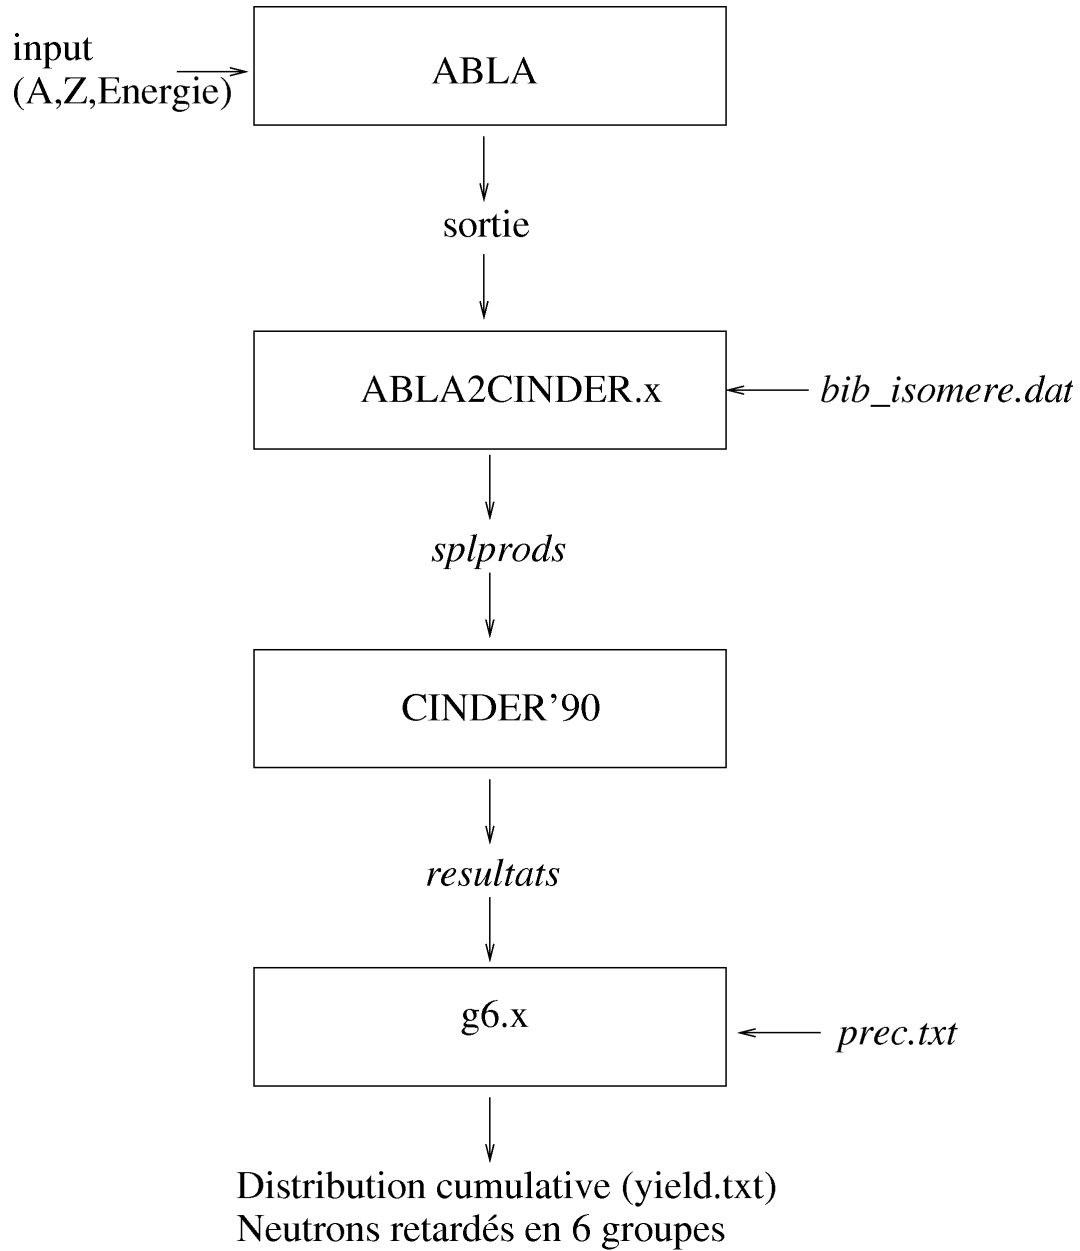 input
(A,Z,Energie)
ABLA
sortie
ABLA2CINDER.x
bib_isomere.dat
splprods
CINDER’90
resultats
g6.x
prec.txt
Distribution cumulative (yield.txt)
Neutrons retardés en 6 groupes